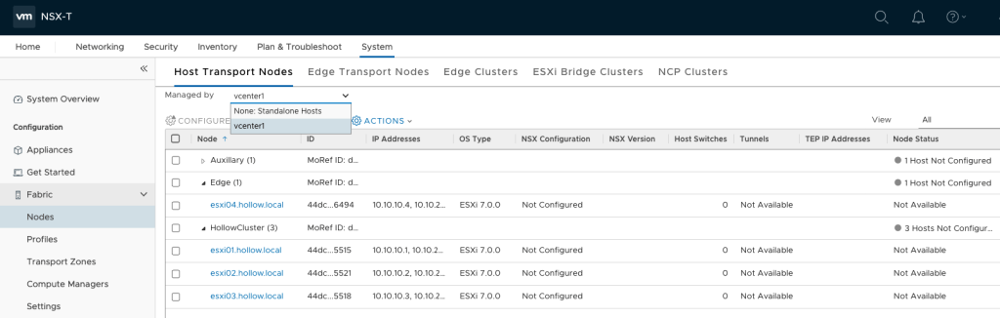 vm NSX-T
Home Networking Security Inventory Plan & Troubleshoot System
Host Transport Nodes Edge Transport Nodes Edge Clusters ESXi Bridge Clusters NCP Clusters
System Overview
Configuration
Appliances
Get Started
Fabric
Nodes
Profiles
Transport Zones
Compute Managers
Settings
Managed by vcenter1
None: Standalone Hosts
vcenter1
ACTIONS View All
Node ID IP Addresses OS Type NSX Configuration NSX Version Host Switches Tunnels TEP IP Addresses Node Status
Auxillary (1) MoRef ID: d... 1 Host Not Configured
Edge (1) MoRef ID: d... 1 Host Not Configured
esxi04.hollow.local 44dc...6494 10.10.10.4, 10.10.2... ESXi 7.0.0 Not Configured 0 Not Available Not Available
HollowCluster (3) MoRef ID: d... 3 Hosts Not Configur...
esxi01.hollow.local 44dc...5515 10.10.10.1, 10.10.2... ESXi 7.0.0 Not Configured 0 Not Available Not Available
esxi02.hollow.local 44dc...5521 10.10.10.2, 10.10.2... ESXi 7.0.0 Not Configured 0 Not Available Not Available
esxi03.hollow.local 44dc...5518 10.10.10.3, 10.10.2... ESXi 7.0.0 Not Configured 0 Not Available Not Available